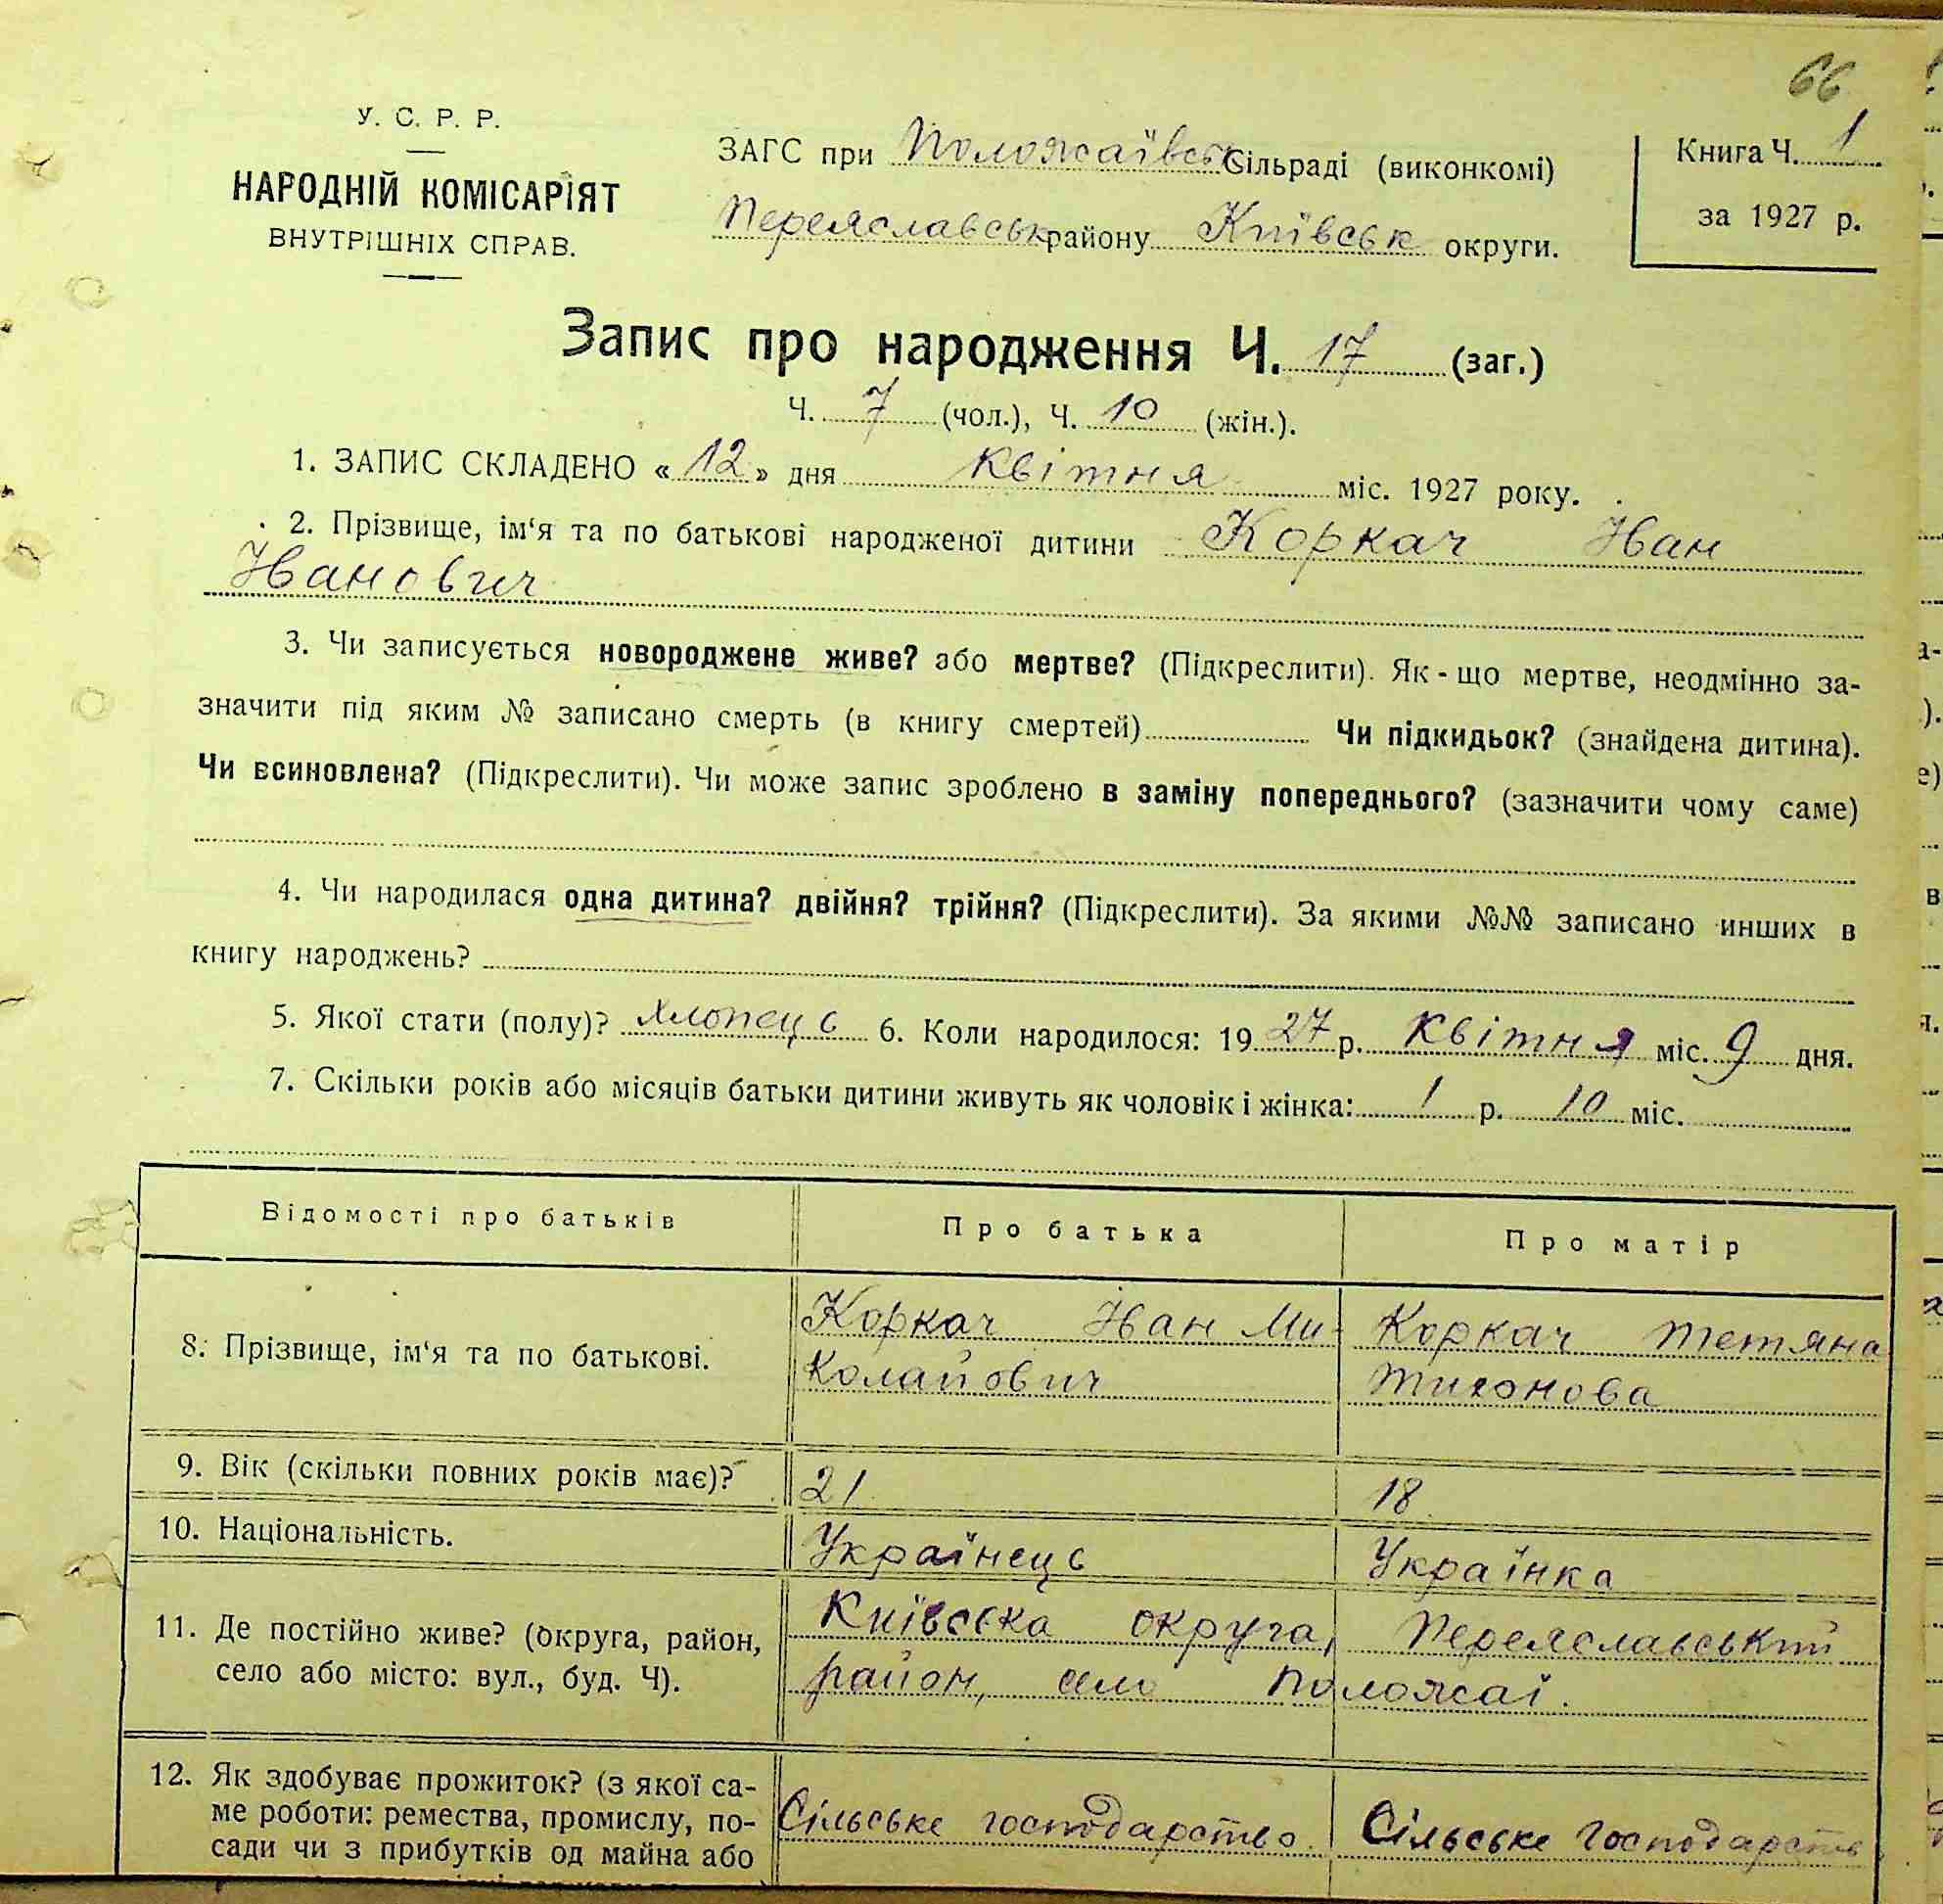 66
У. С. Р. Р.
НАРОДНІЙ КОМІСАРІЯТ
ВНУТРІШНІХ СПРАВ.
ЗАГС при Положаївськ Сільраді (виконкомі)
Переяславськ району Київськ округи.
Книга Ч. 1
за 1927 р.
Запис про народження Ч. 17 (заг.)
Ч. 7 (чол.), Ч. 10 (жін.).
1. ЗАПИС СКЛАДЕНО «12» дня Квітня міс. 1927 року.
2. Прізвище, ім‘я та по батькові народженої дитини Коркач Іван
Іванович
3. Чи записується новороджене живе? або мертве? (Підкреслити). Як-що мертве, неодмінно за-
значити під яким № записано смерть (в книгу смертей) Чи підкидьок? (знайдена дитина).
Чи всиновлена? (Підкреслити). Чи може запис зроблено в заміну попереднього? (зазначити чому саме)
4. Чи народилася одна дитина? двійня? трійня? (Підкреслити). За якими №№ записано инших в
книгу народжень?
5. Якої стати (полу)? хлопець 6. Коли народилося: 1927 р. Квітня міс. 9 дня.
7. Скільки років або місяців батьки дитини живуть як чоловік і жінка: 1 р. 10 міс.
Відомості про батьків Про батька Про матір
8. Прізвище, ім‘я та по батькові.
Коркач Іван Ми-
колайович
Коркач Тетяна
Тихонова
9. Вік (скільки повних років має)? 21 18
10. Національність. Українець Українка
11. Де постійно живе? (округа, район,
село або місто: вул., буд. Ч).
Київська округа, Переяславський
район, село Положаї.
12. Як здобуває прожиток? (з якої са-
ме роботи: ремества, промислу, по-
сади чи з прибутків од майна або
Сільське господарство.
Сільське господарств